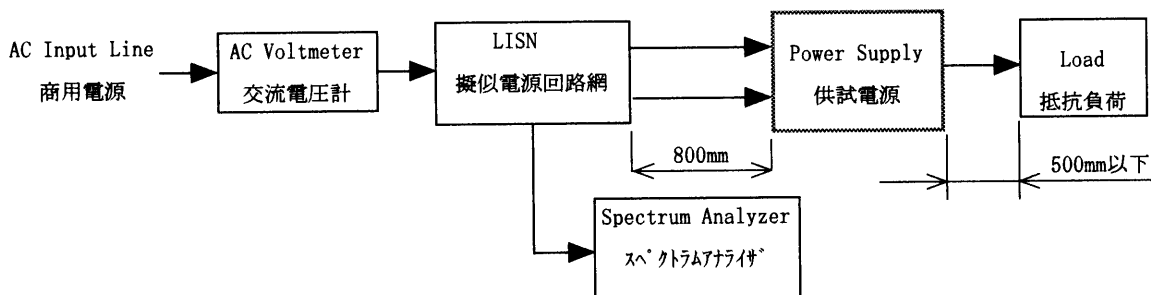 AC Input Line
商用電源
AC Voltmeter
交流電圧計
LISN
擬似電源回路網
Power Supply
供試電源
Load
抵抗負荷
800mm
500mm以下
Spectrum Analyzer
スペクトラムアナライザ